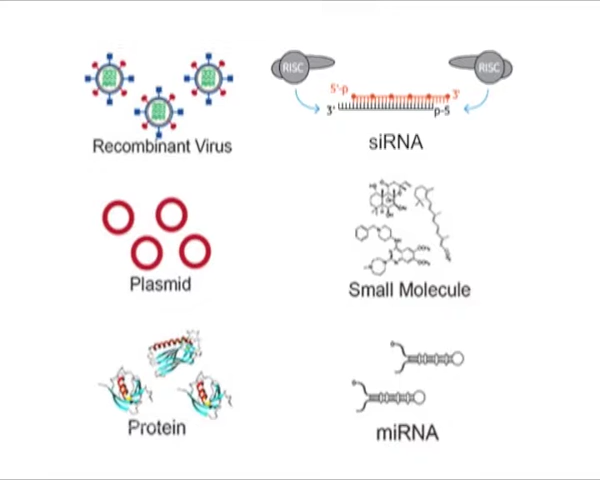 RISC
RISC
5'-p
3'
3'
p-5
Recombinant Virus
siRNA
Plasmid
Small Molecule
Protein
miRNA